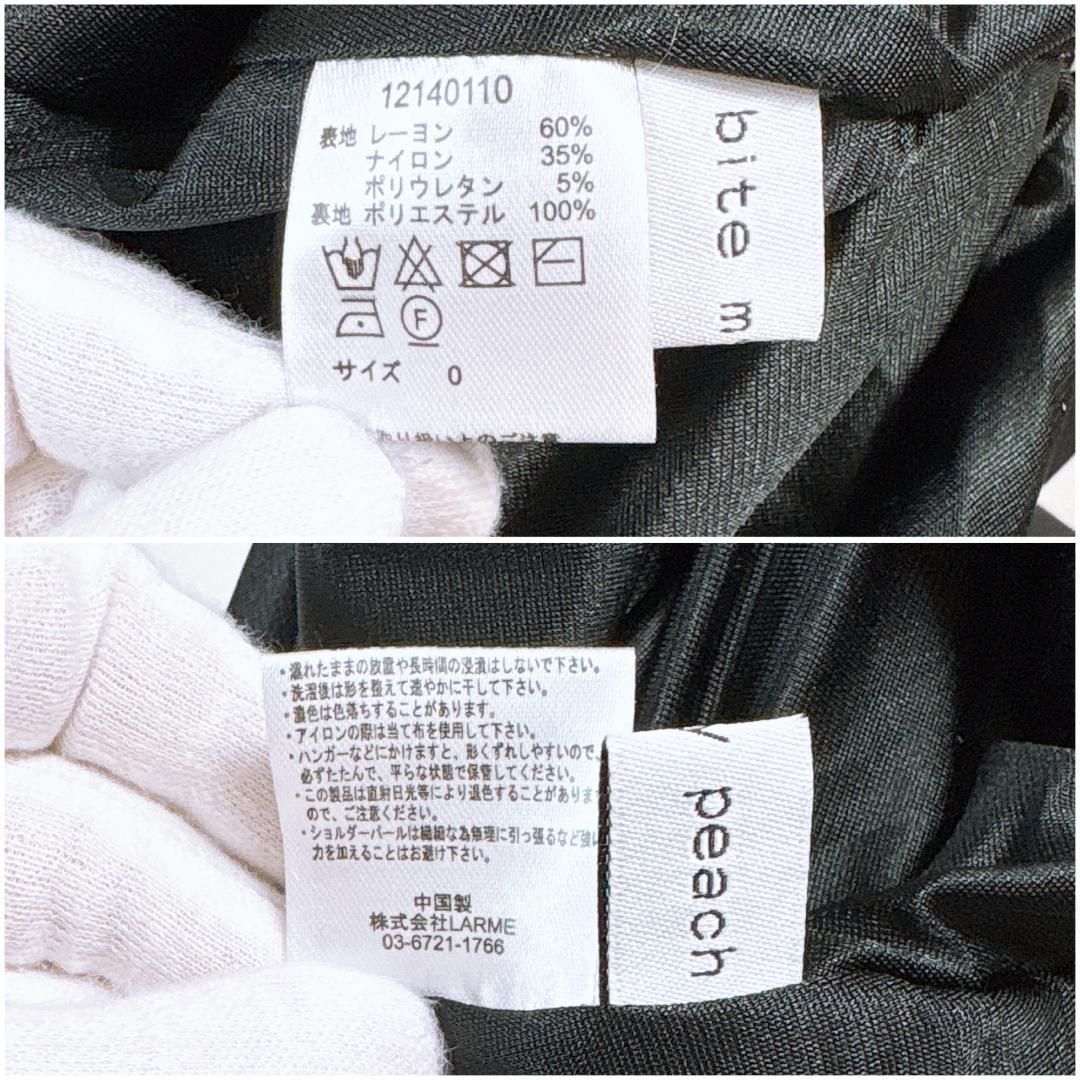 12140110
表地 レーヨン 60%
ナイロン 35%
ポリウレタン 5%
裏地 ポリエステル 100%
F
サイズ 0
取り扱い上のご注意
bite m
・濡れたままの放置や長時間の浸漬はしないで下さい。
・洗濯後は形を整えて速やかに干して下さい。
・濃色は色落ちすることがあります。
・アイロンの際は当て布を使用して下さい。
・ハンガーなどにかけますと、形くずれしやすいので、
必ずたたんで、平らな状態で保管してください。
・この製品は直射日光等により退色することがありま
ので、ご注意ください。
・ショルダーパールは繊細な為無理に引っ張るなど強い
力を加えることはお避け下さい。
中国製
株式会社LARME
03-6721-1766
peach